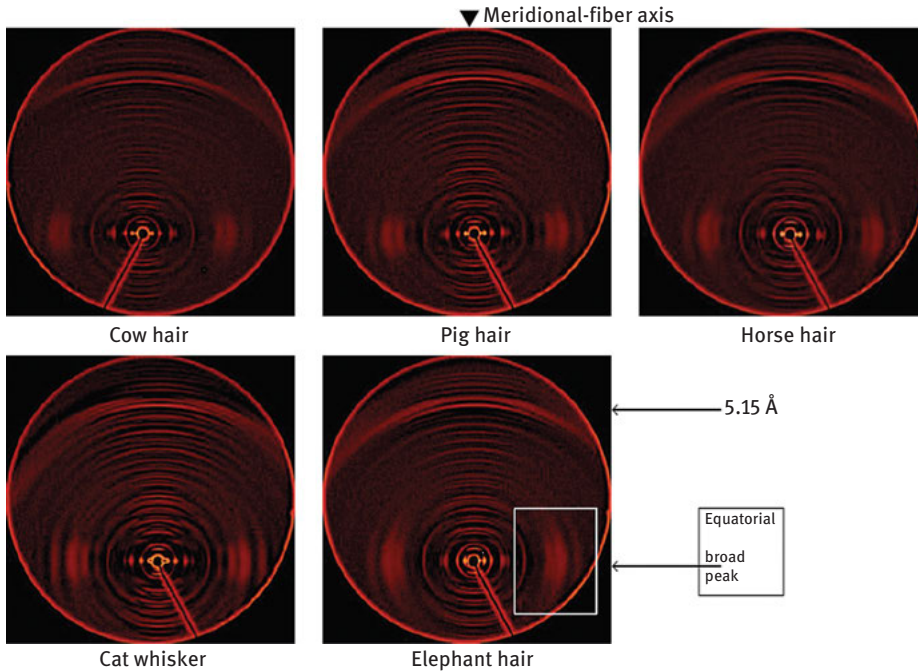 Meridional-fiber axis
Cow hair
Pig hair
Horse hair
5.15 Å
Equatorial
broad
peak
Cat whisker
Elephant hair